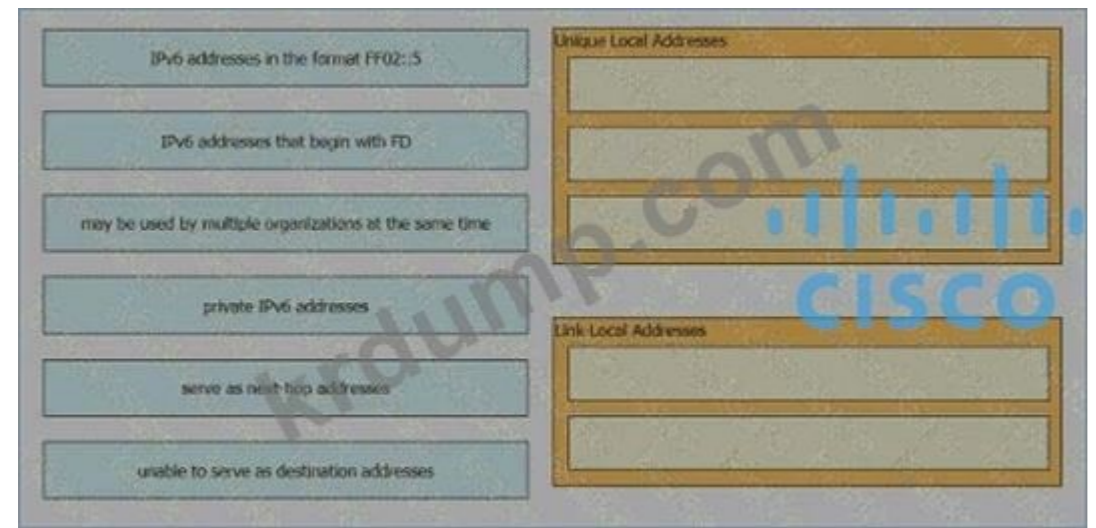 IPv6 addresses in the format FF02::5
IPv6 addresses that begin with FD
may be used by multiple organizations at the same time
private IPv6 addresses
serve as next-hop addresses
unable to serve as destination addresses
Unique Local Addresses
Link-Local Addresses
krdump.com
CISCO